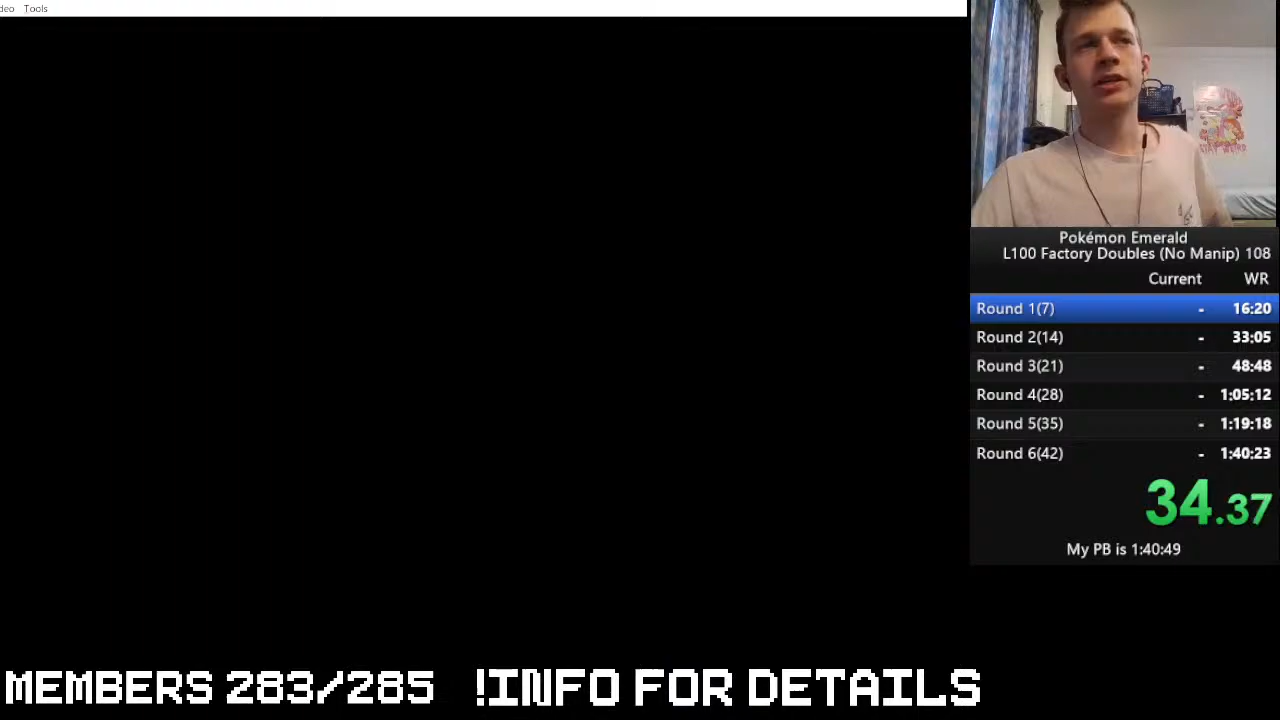 deo Tools
STAY WEIRD
Pokémon Emerald
L100 Factory Doubles (No Manip) 108
Current WR
Round 1(7) - 16:20
Round 2(14) - 33:05
Round 3(21) - 48:48
Round 4(28) - 1:05:12
Round 5(35) - 1:19:18
Round 6(42) - 1:40:23
34.37
My PB is 1:40:49
MEMBERS 283/285 !INFO FOR DETAILS